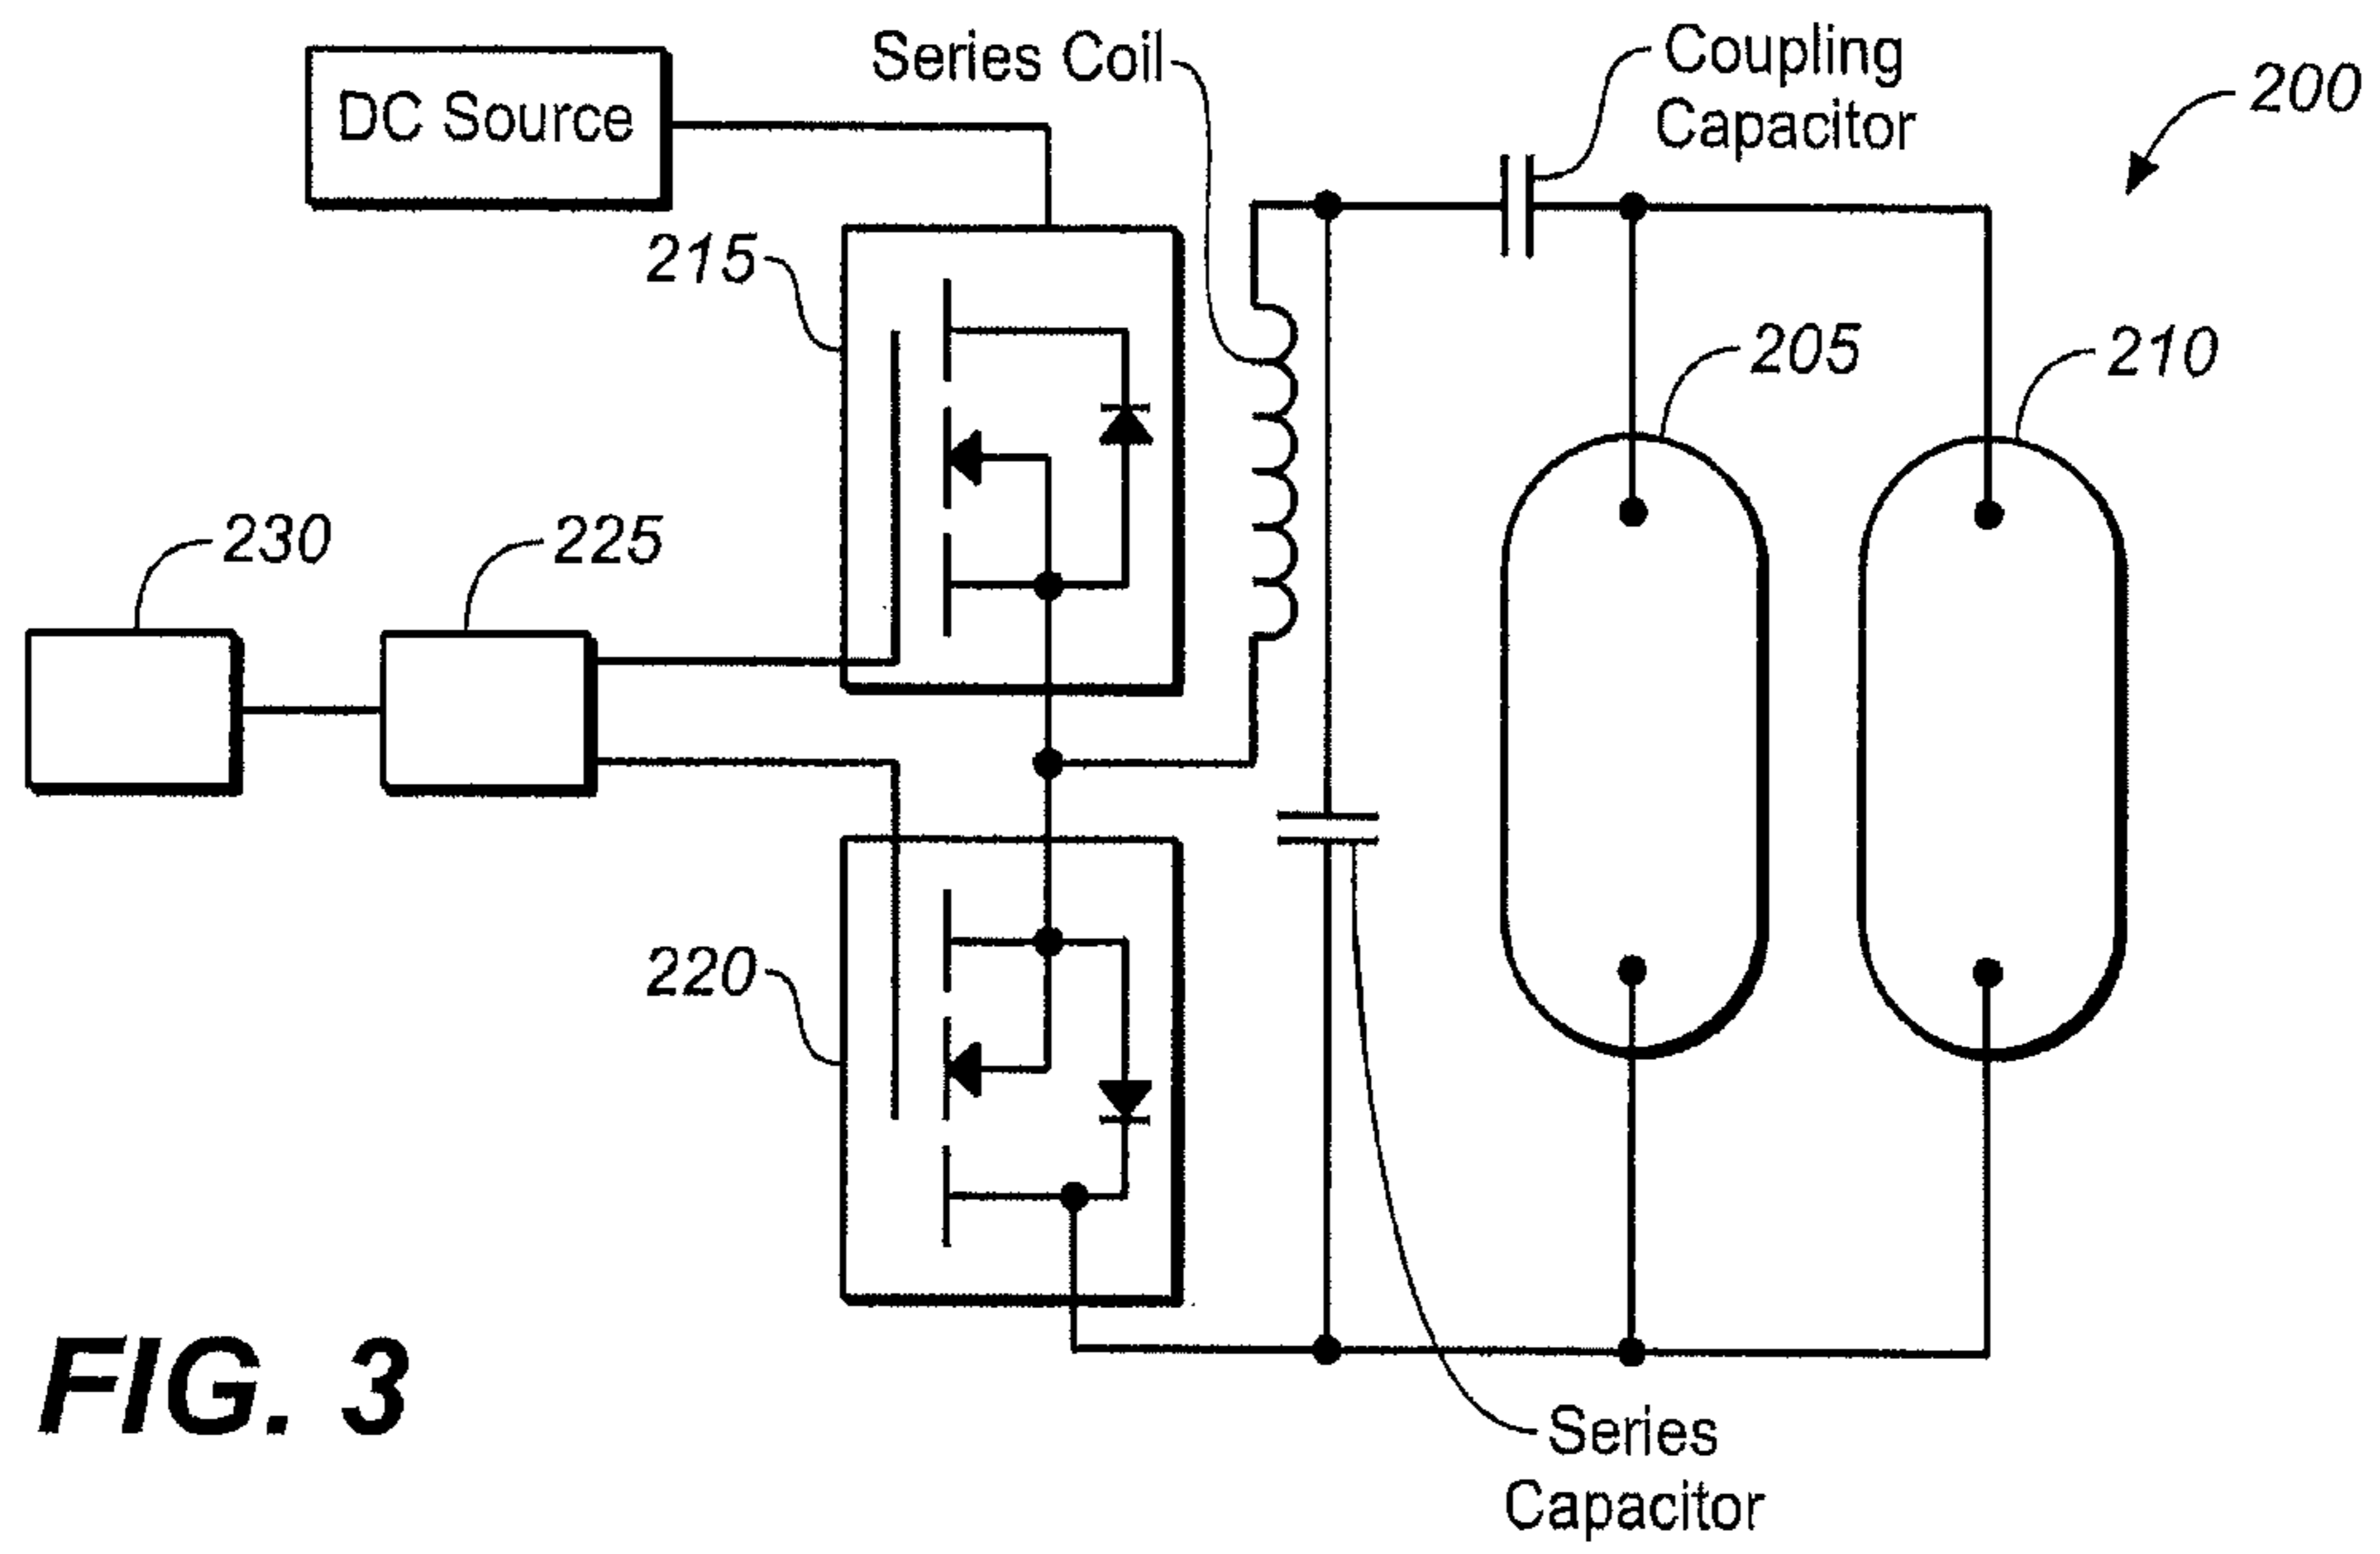 DC Source
Series Coil
Coupling
Capacitor
200
215
205
210
230
225
220
FIG. 3
Series
Capacitor